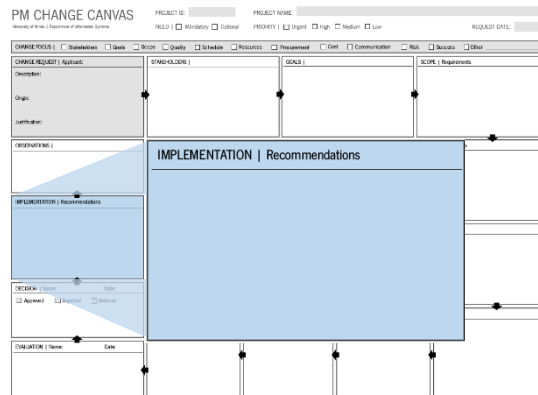 PM CHANGE CANVAS
PROJECT ID:
PROJECT NAME:
Department of Information Systems
NEED | Mandatory Optional
PRIORITY | Urgent High Medium Low
REQUEST DATE:
CHANGE FOCUS | Stakeholders Goals Scope Quality Schedule Resources Procurement Cost Communication Risk Success Other
CHANGE REQUEST | Applicant:
Description:
Origin:
Justification:
STAKEHOLDERS |
GOALS |
SCOPE | Requirements
OBSERVATIONS |
IMPLEMENTATION | Recommendations
IMPLEMENTATION | Recommendations
DECISION | Name: Date:
Approved Rejected Deferred
EVALUATION | Name: Date: